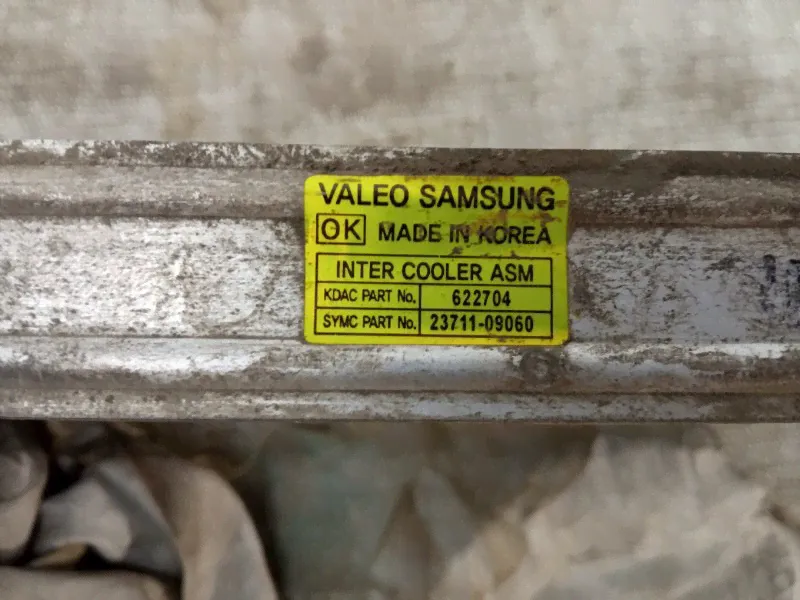 VALEO SAMSUNG
OK MADE IN KOREA
INTER COOLER ASM
KDAC PART No. 622704
SYMC PART No. 23711-09060